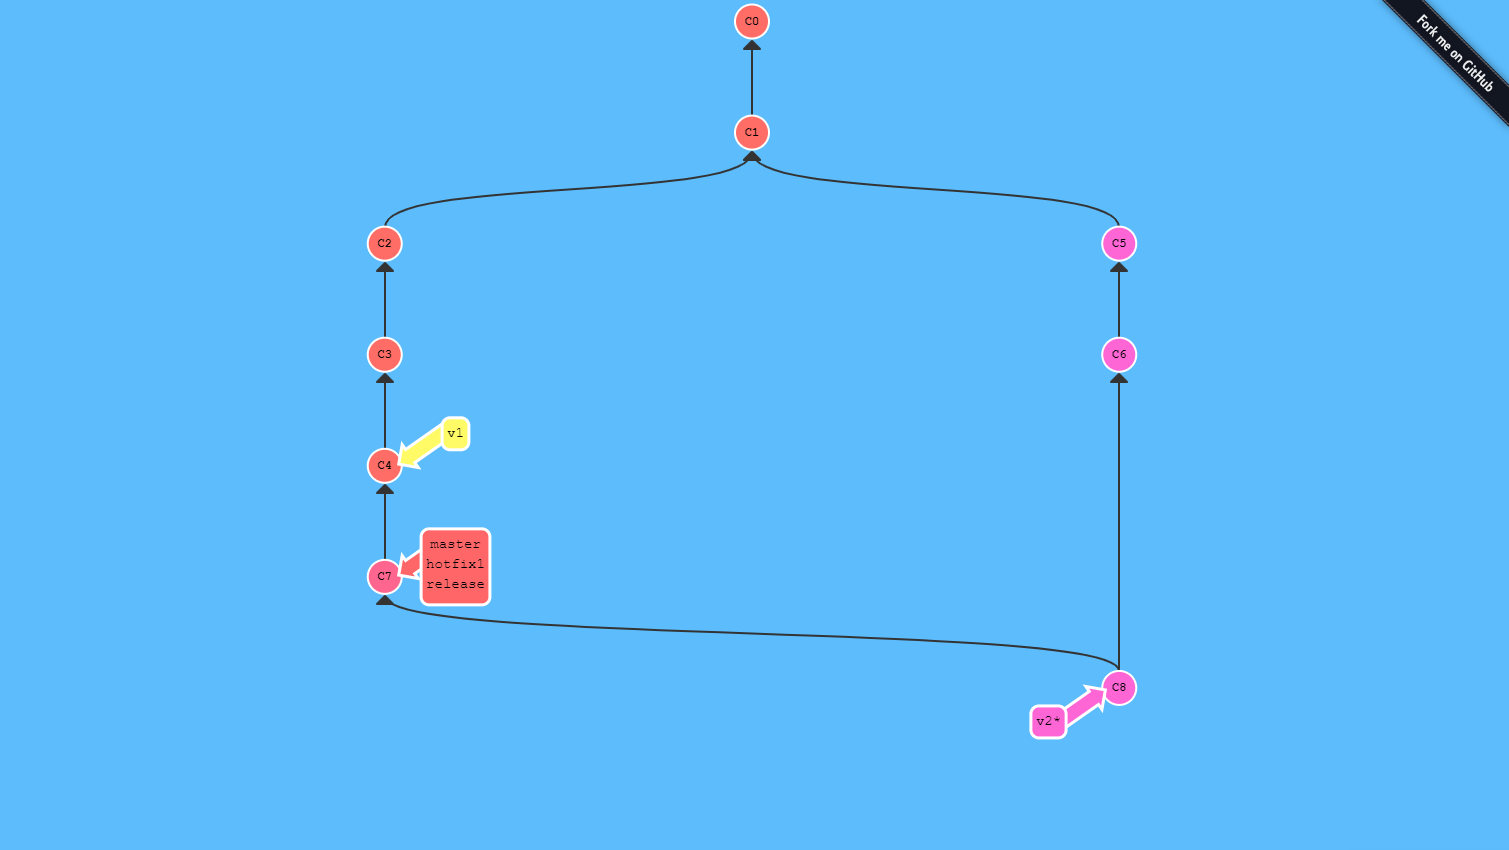 C0
Fork me on GitHub
C1
C2
C5
C3
C6
v1
C4
master
hotfix1
release
C7
C8
v2*